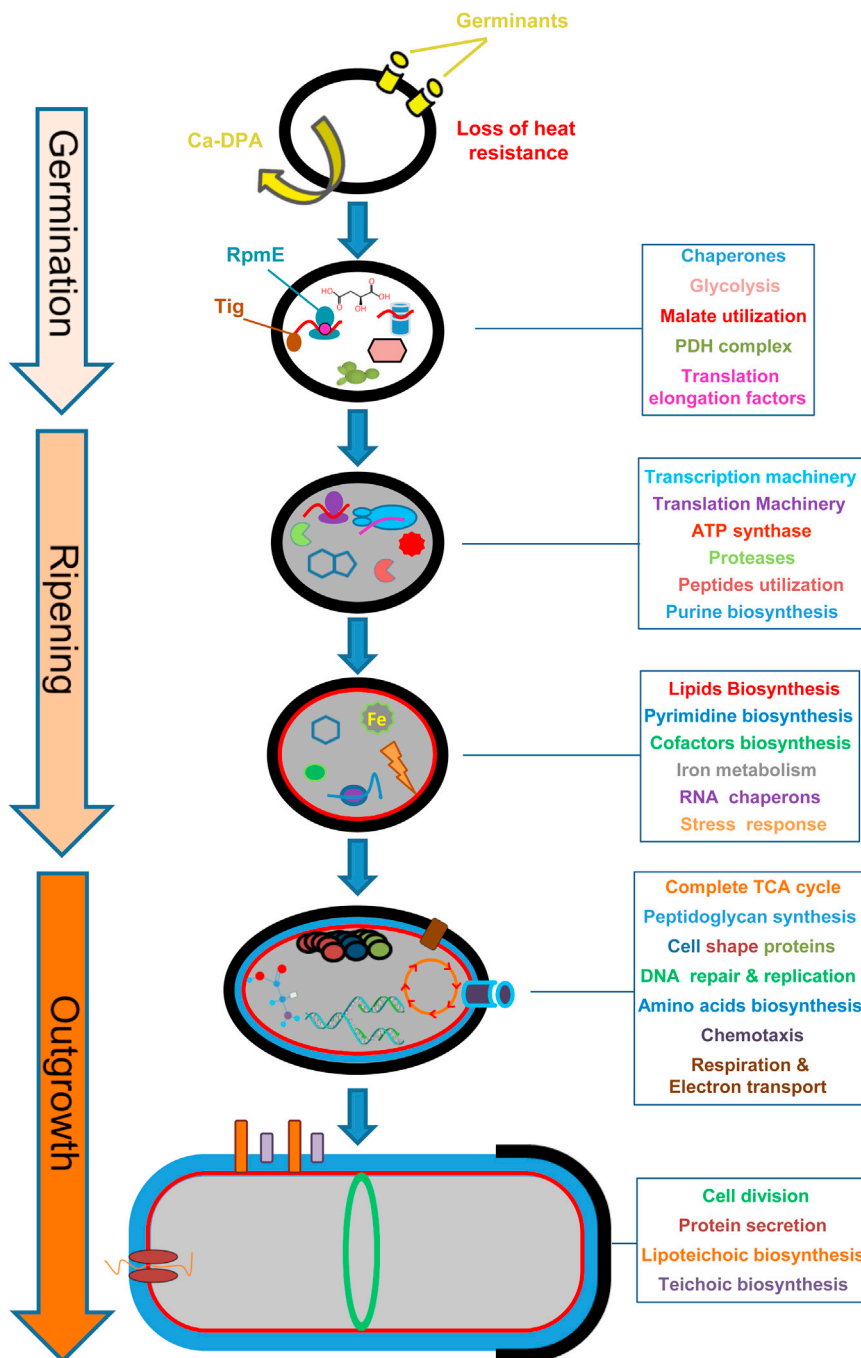 Germinants
Ca-DPA
Loss of heat
resistance
Germination
RpmE
Tig
O
OH
HO
O
OH
Chaperones
Glycolysis
Malate utilization
PDH complex
Translation
elongation factors
Ripening
Transcription machinery
Translation Machinery
ATP synthase
Proteases
Peptides utilization
Purine biosynthesis
Fe
Lipids Biosynthesis
Pyrimidine biosynthesis
Cofactors biosynthesis
Iron metabolism
RNA chaperons
Stress response
Outgrowth
Complete TCA cycle
Peptidoglycan synthesis
Cell shape proteins
DNA repair & replication
Amino acids biosynthesis
Chemotaxis
Respiration &
Electron transport
Cell division
Protein secretion
Lipoteichoic biosynthesis
Teichoic biosynthesis